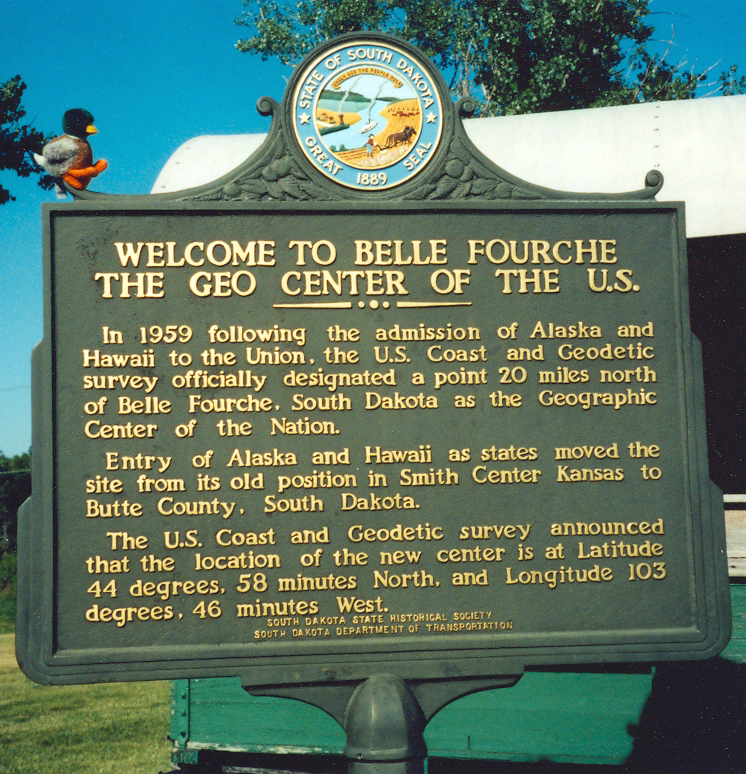 STATE OF SOUTH DAKOTA
UNDER GOD THE PEOPLE RULE
GREAT SEAL
1889
WELCOME TO BELLE FOURCHE
THE GEO CENTER OF THE U.S.
In 1959 following the admission of Alaska and
Hawaii to the Union, the U.S. Coast and Geodetic
survey officially designated a point 20 miles north
of Belle Fourche, South Dakota as the Geographic
Center of the Nation.
Entry of Alaska and Hawaii as states moved the
site from its old position in Smith Center Kansas to
Butte County, South Dakota.
The U.S. Coast and Geodetic survey announced
that the location of the new center is at Latitude
44 degrees, 58 minutes North, and Longitude 103
degrees, 46 minutes West.
SOUTH DAKOTA STATE HISTORICAL SOCIETY
SOUTH DAKOTA DEPARTMENT OF TRANSPORTATION